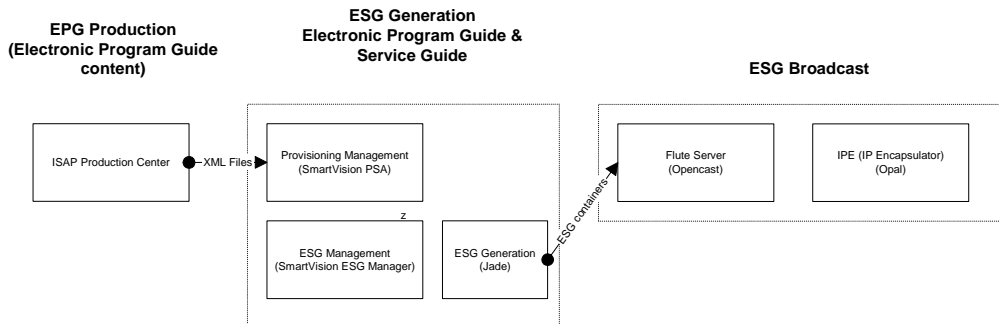 EPG Production
(Electronic Program Guide
content)
ESG Generation
Electronic Program Guide &
Service Guide
ESG Broadcast
ISAP Production Center
XML Files
Provisioning Management
(SmartVision PSA)
z
ESG Management
(SmartVision ESG Manager)
ESG Generation
(Jade)
ESG containers
Flute Server
(Opencast)
IPE (IP Encapsulator)
(Opal)